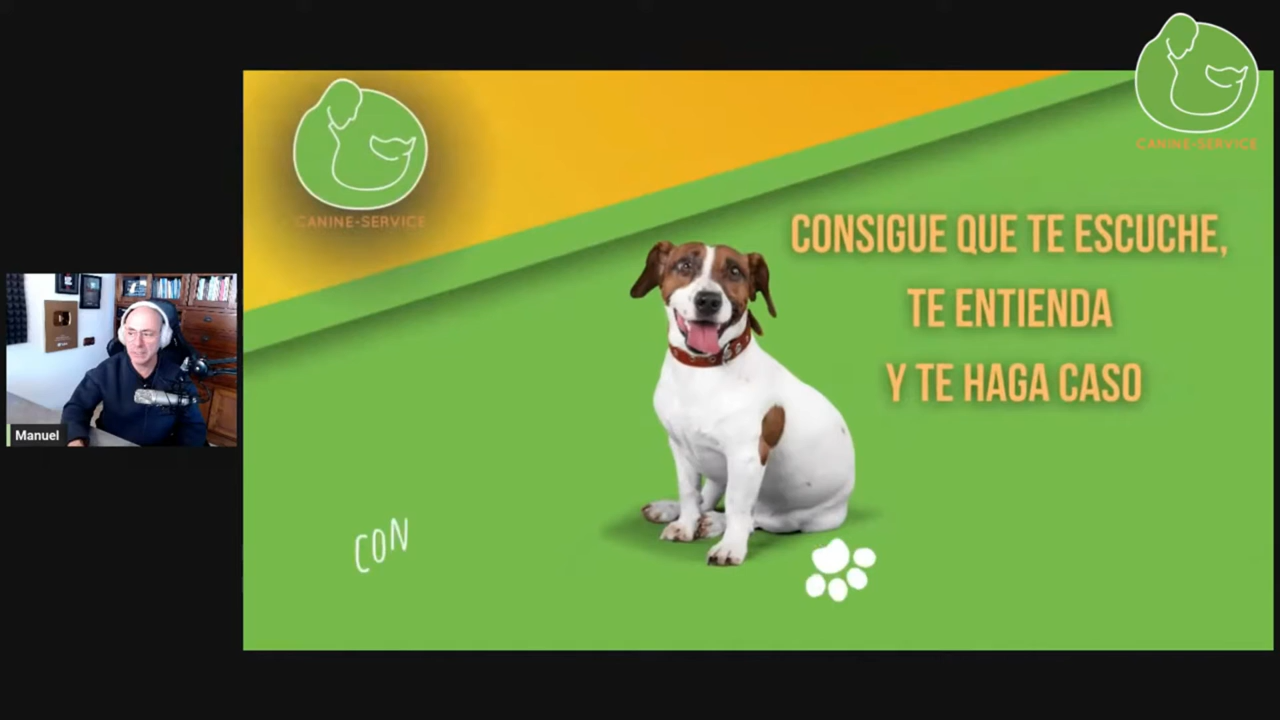 CANINE-SERVICE
CANINE-SERVICE
CONSIGUE QUE TE ESCUCHE,
TE ENTIENDA
Y TE HAGA CASO
Manuel
CON